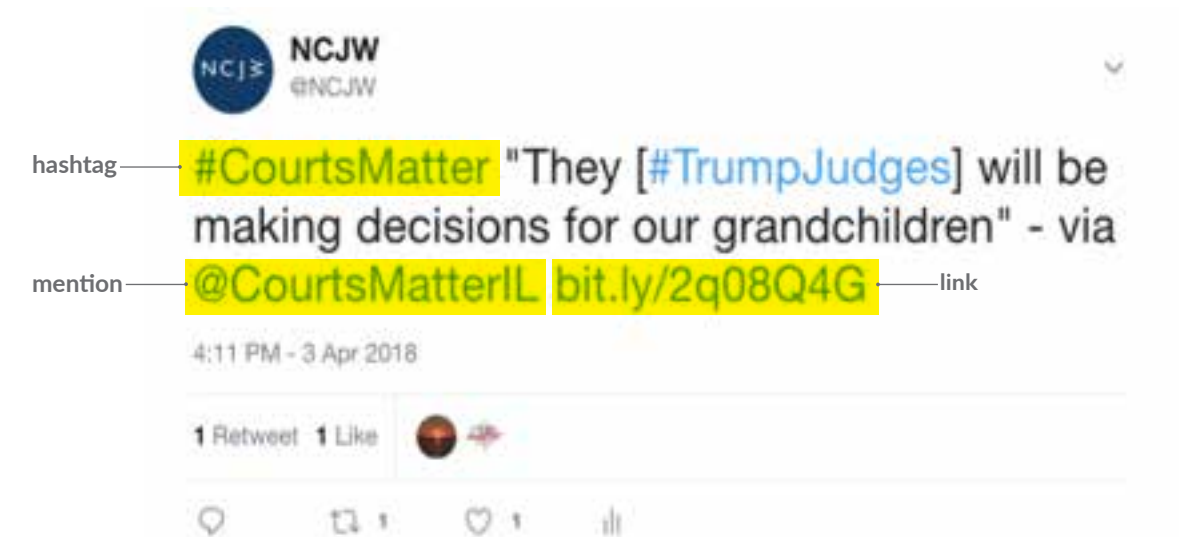 NCJW
NCJW
@NCJW
hashtag
#CourtsMatter "They [#TrumpJudges] will be
making decisions for our grandchildren" - via
mention
@CourtsMatterIL bit.ly/2q08Q4G
link
4:11 PM - 3 Apr 2018
1 Retweet 1 Like
1 1